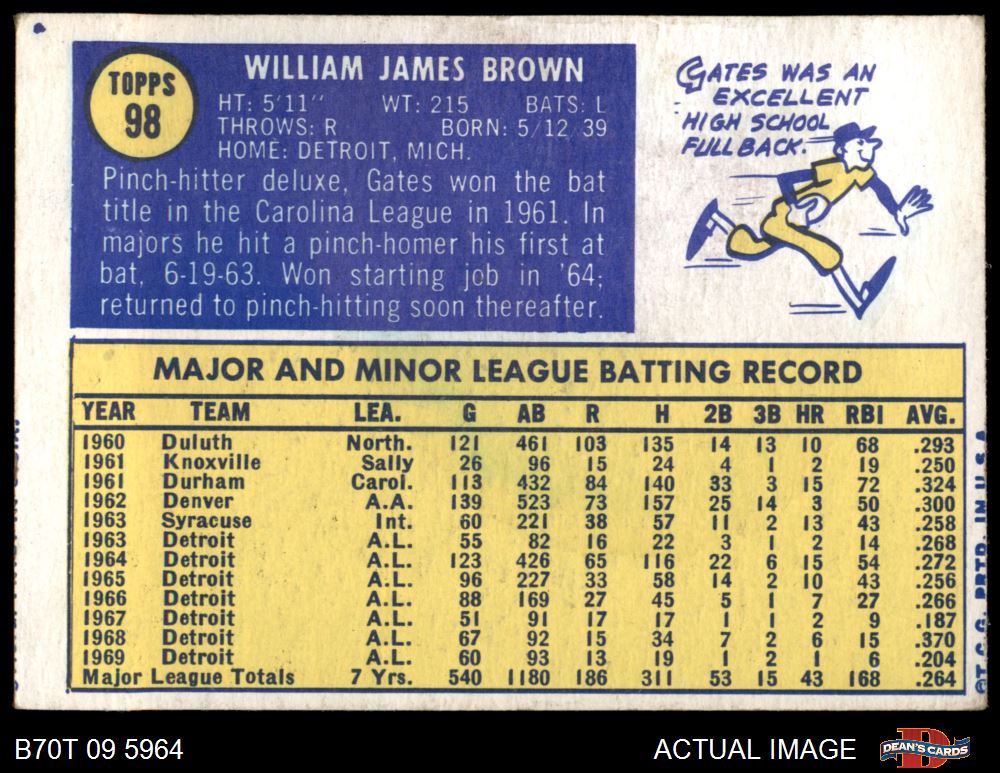 TOPPS
98
WILLIAM JAMES BROWN
HT: 5'11" WT: 215 BATS: L
THROWS: R BORN: 5/12/39
HOME: DETROIT, MICH.
Pinch-hitter deluxe, Gates won the bat
title in the Carolina League in 1961. In
majors he hit a pinch-homer his first at
bat, 6-19-63. Won starting job in '64;
returned to pinch-hitting soon thereafter.
GATES WAS AN
EXCELLENT
HIGH SCHOOL
FULLBACK.
MAJOR AND MINOR LEAGUE BATTING RECORD
YEAR TEAM LEA. G AB R H 2B 3B HR RBI AVG.
1960 Duluth North. 121 461 103 135 14 13 10 68 .293
1961 Knoxville Sally 26 96 15 24 4 1 2 19 .250
1961 Durham Carol. 113 432 84 140 33 3 15 72 .324
1962 Denver A.A. 139 523 73 157 25 14 3 50 .300
1963 Syracuse Int. 60 221 38 57 11 2 13 43 .258
1963 Detroit A.L. 55 82 16 22 3 1 2 14 .268
1964 Detroit A.L. 123 426 65 116 22 6 15 54 .272
1965 Detroit A.L. 96 227 33 58 14 2 10 43 .256
1966 Detroit A.L. 88 169 27 45 5 1 7 27 .266
1967 Detroit A.L. 51 91 17 17 1 1 2 9 .187
1968 Detroit A.L. 67 92 15 34 7 2 6 15 .370
1969 Detroit A.L. 60 93 13 19 1 2 1 6 .204
Major League Totals 7 Yrs. 540 1180 186 311 53 15 43 168 .264
©T.C.G. PRTD. IN U.S.A.
B70T 09 5964
ACTUAL IMAGE
DEAN'S CARDS